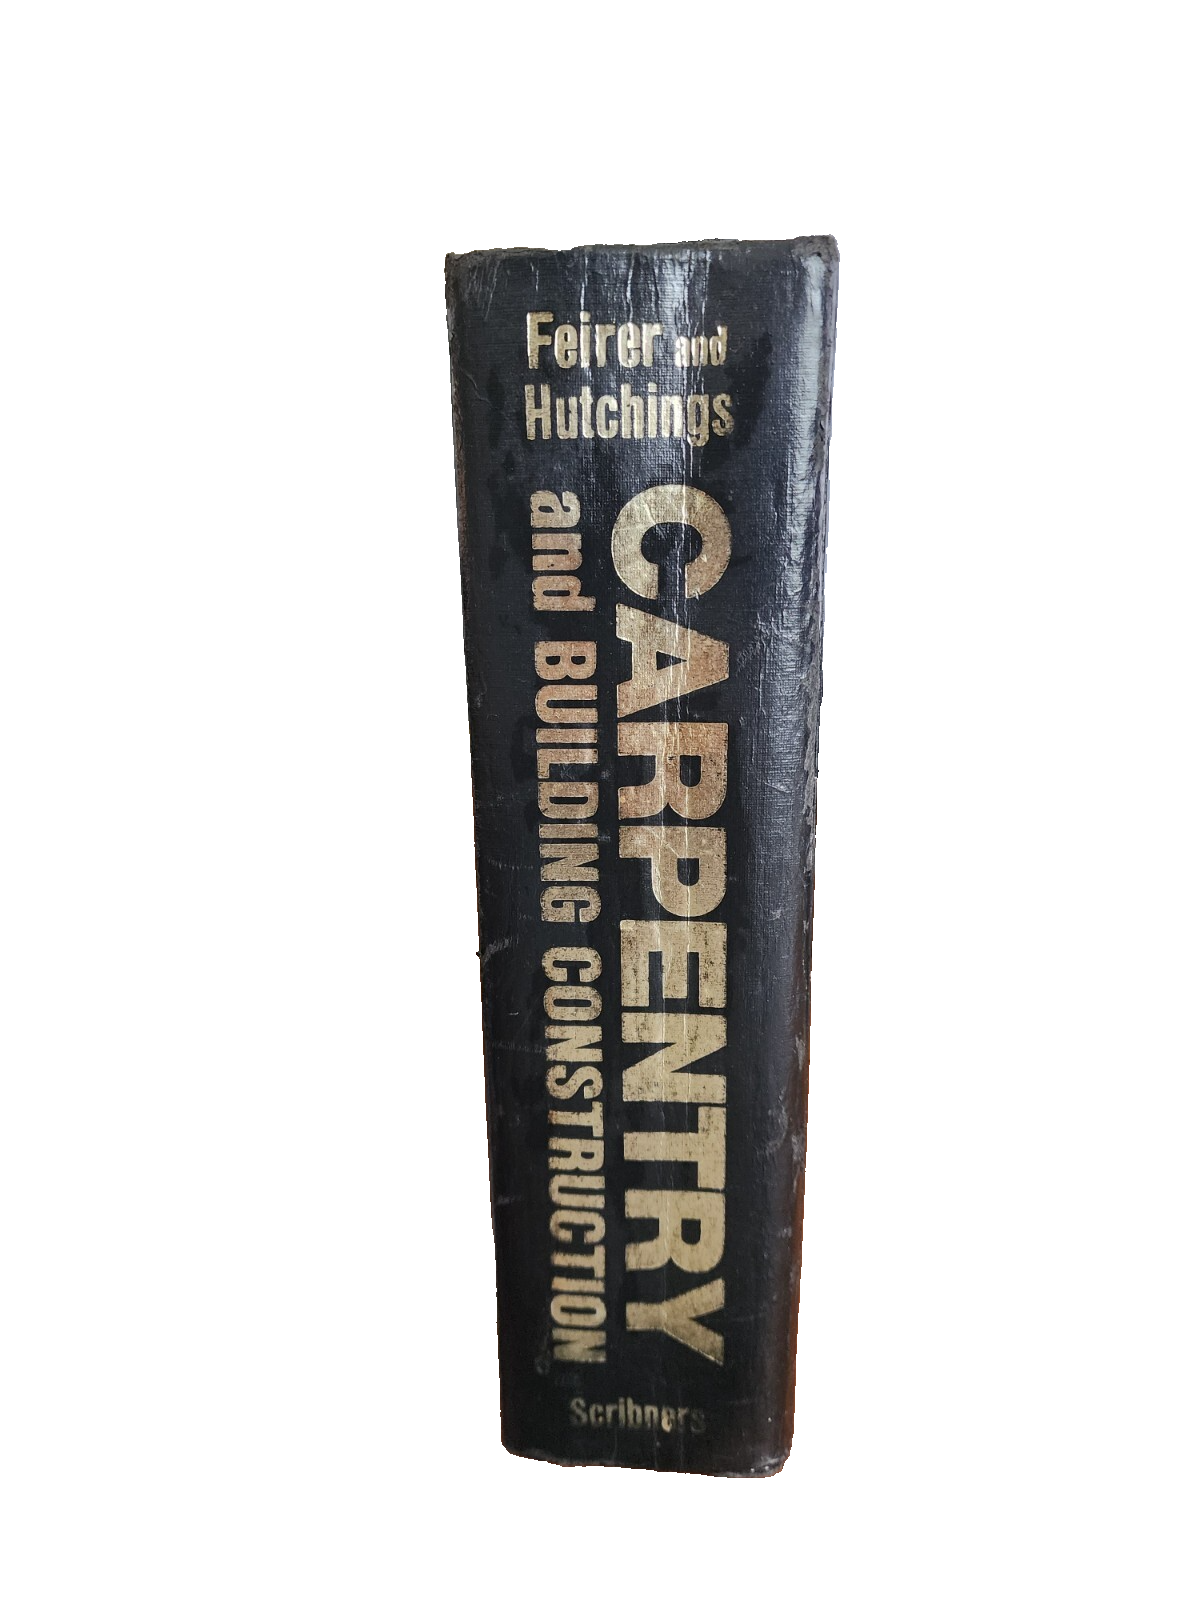 Feirer and
Hutchings
CARPENTRY
and BUILDING CONSTRUCTION
Scribners